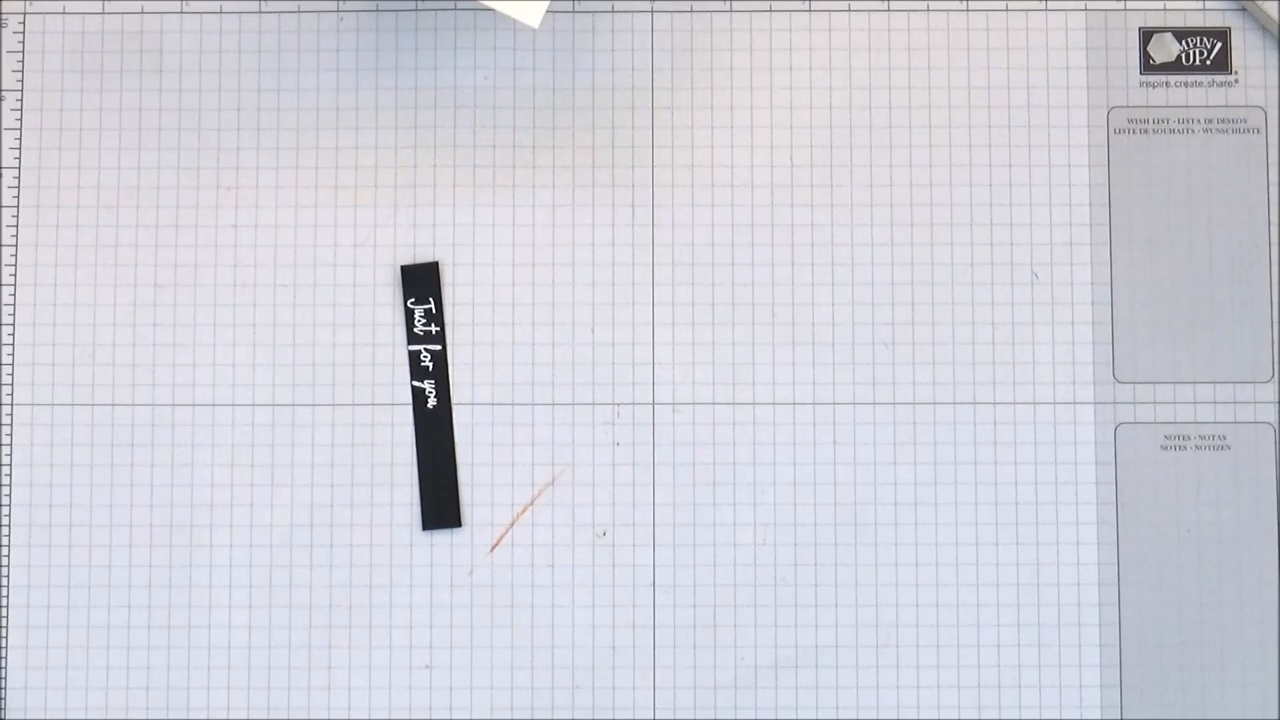 MPIN'
UP!
inspire.create.share.
WISH LIST • LISTA DE DESEOS
LISTE DE SOUHAITS • WUNSCHLISTE
Just for you
NOTES • NOTAS
NOTES • NOTIZEN